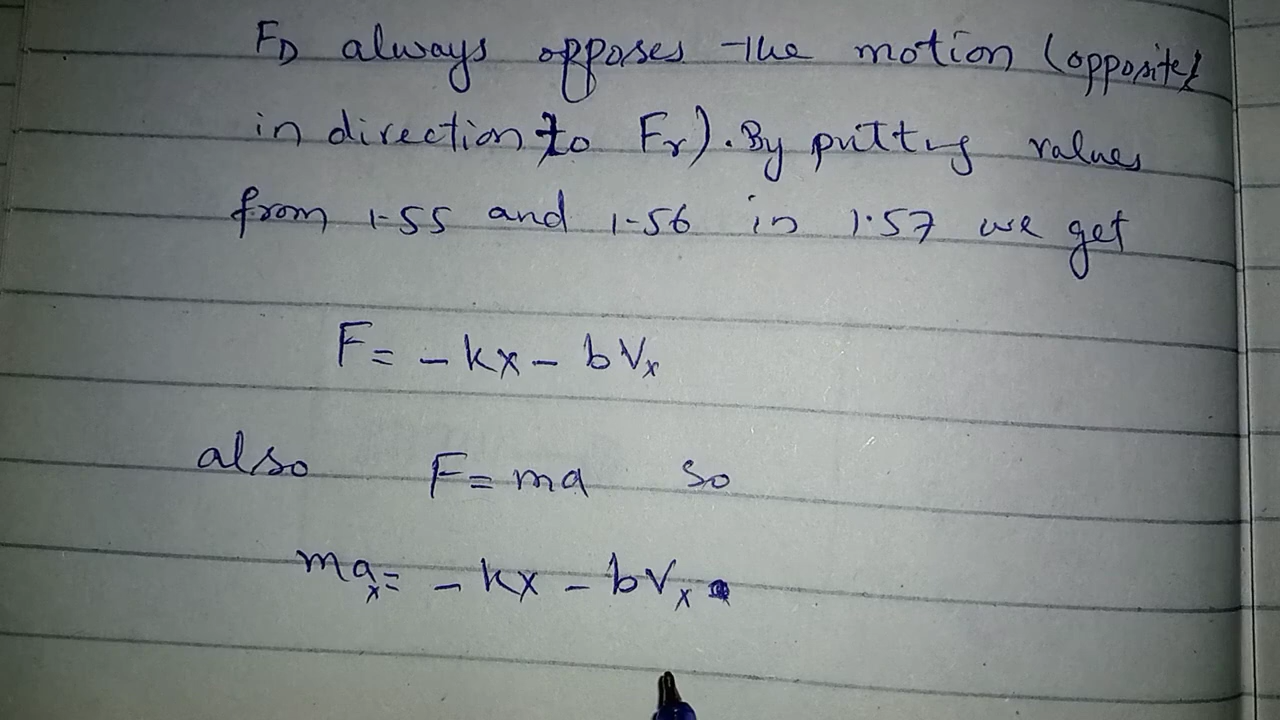 FD always opposes the motion (opposite
in direction to Fr). By putting values
from 1.55 and 1.56 in 1.57 we get
F = -kx - bVx
also F = ma so
max = -kx - bVx